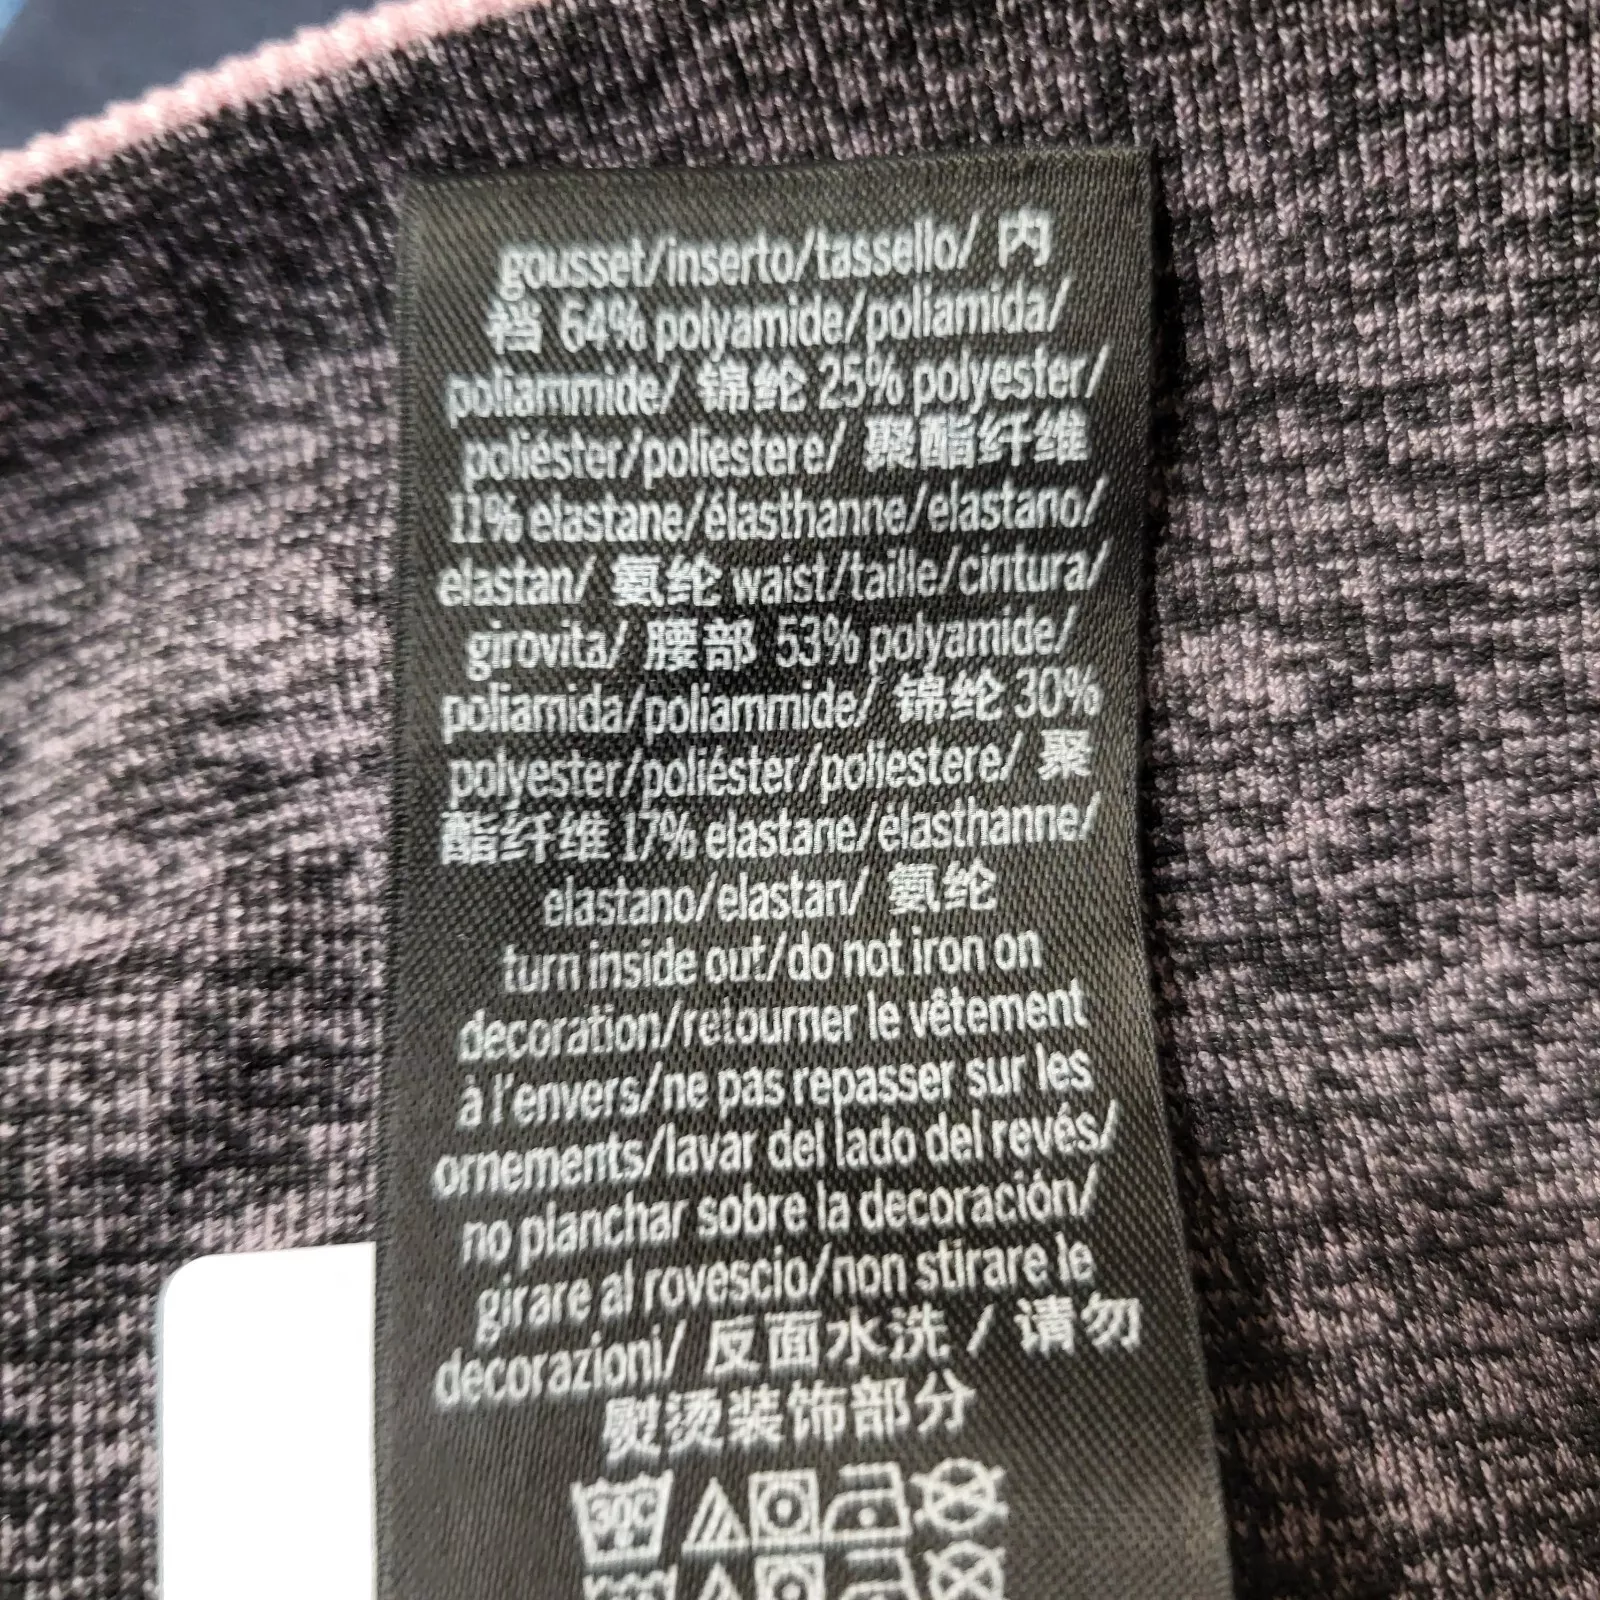 gousset/inserto/tassello/ 内
裆 64% polyamide/poliamida/
poliammide/ 锦纶 25% polyester/
poliéster/poliestere/ 聚酯纤维
11% elastane/élasthanne/elastano/
elastan/ 氨纶 waist/taille/cintura/
girovita/ 腰部 53% polyamide/
poliamida/poliammide/ 锦纶 30%
polyester/poliéster/poliestere/ 聚
酯纤维 17% elastane/élasthanne/
elastano/elastan/ 氨纶
turn inside out/do not iron on
decoration/retourner le vêtement
à l'envers/ne pas repasser sur les
ornements/lavar del lado del revés/
no planchar sobre la decoración/
girare al rovescio/non stirare le
decorazioni/ 反面水洗 / 请勿
熨烫装饰部分
30C